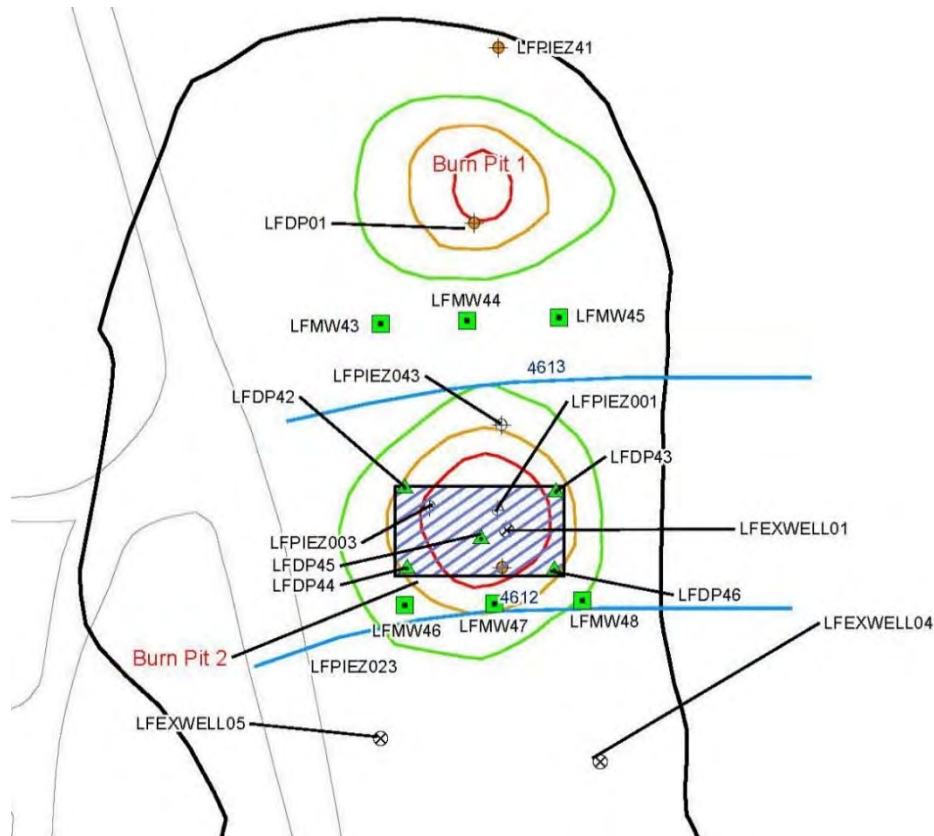 LFPIEZ41
Burn Pit 1
LFDP01
LFMW44
LFMW43
LFMW45
4613
LFPIEZ043
LFDP42
LFPIEZ001
LFDP43
LFEXWELL01
LFPIEZ003
LFDP45
LFDP44
LFDP46
4612
LFMW46
LFMW47
LFMW48
LFEXWELL04
Burn Pit 2
LFPIEZ023
LFEXWELL05